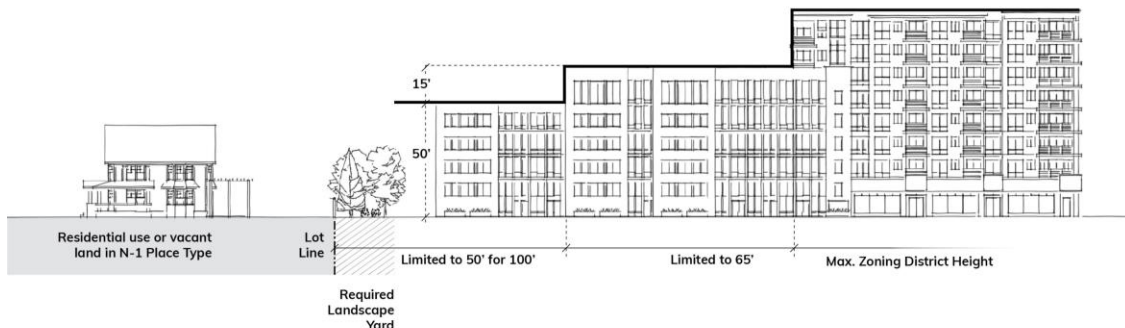 15'
50'
Residential use or vacant
land in N-1 Place Type
Lot
Line
Limited to 50' for 100'
Limited to 65'
Max. Zoning District Height
Required
Landscape
Yard